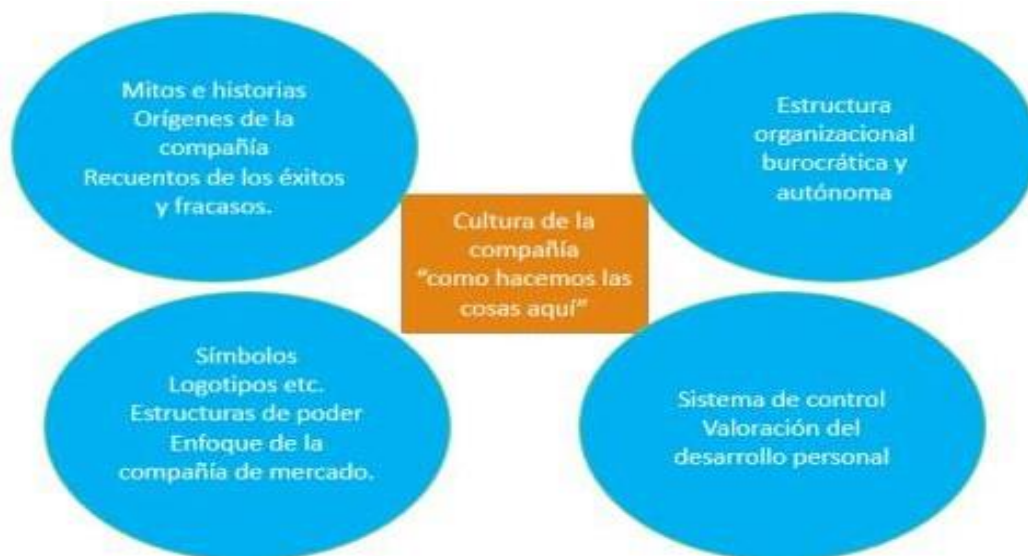 Mitos e historias
Orígenes de la
compañía
Recuentos de los éxitos
y fracasos.
Estructura
organizacional
burocrática y
autónoma
Cultura de la
compañía
“como hacemos las
cosas aquí”
Símbolos
Logotipos etc.
Estructuras de poder
Enfoque de la
compañía de mercado.
Sistema de control
Valoración del
desarrollo personal